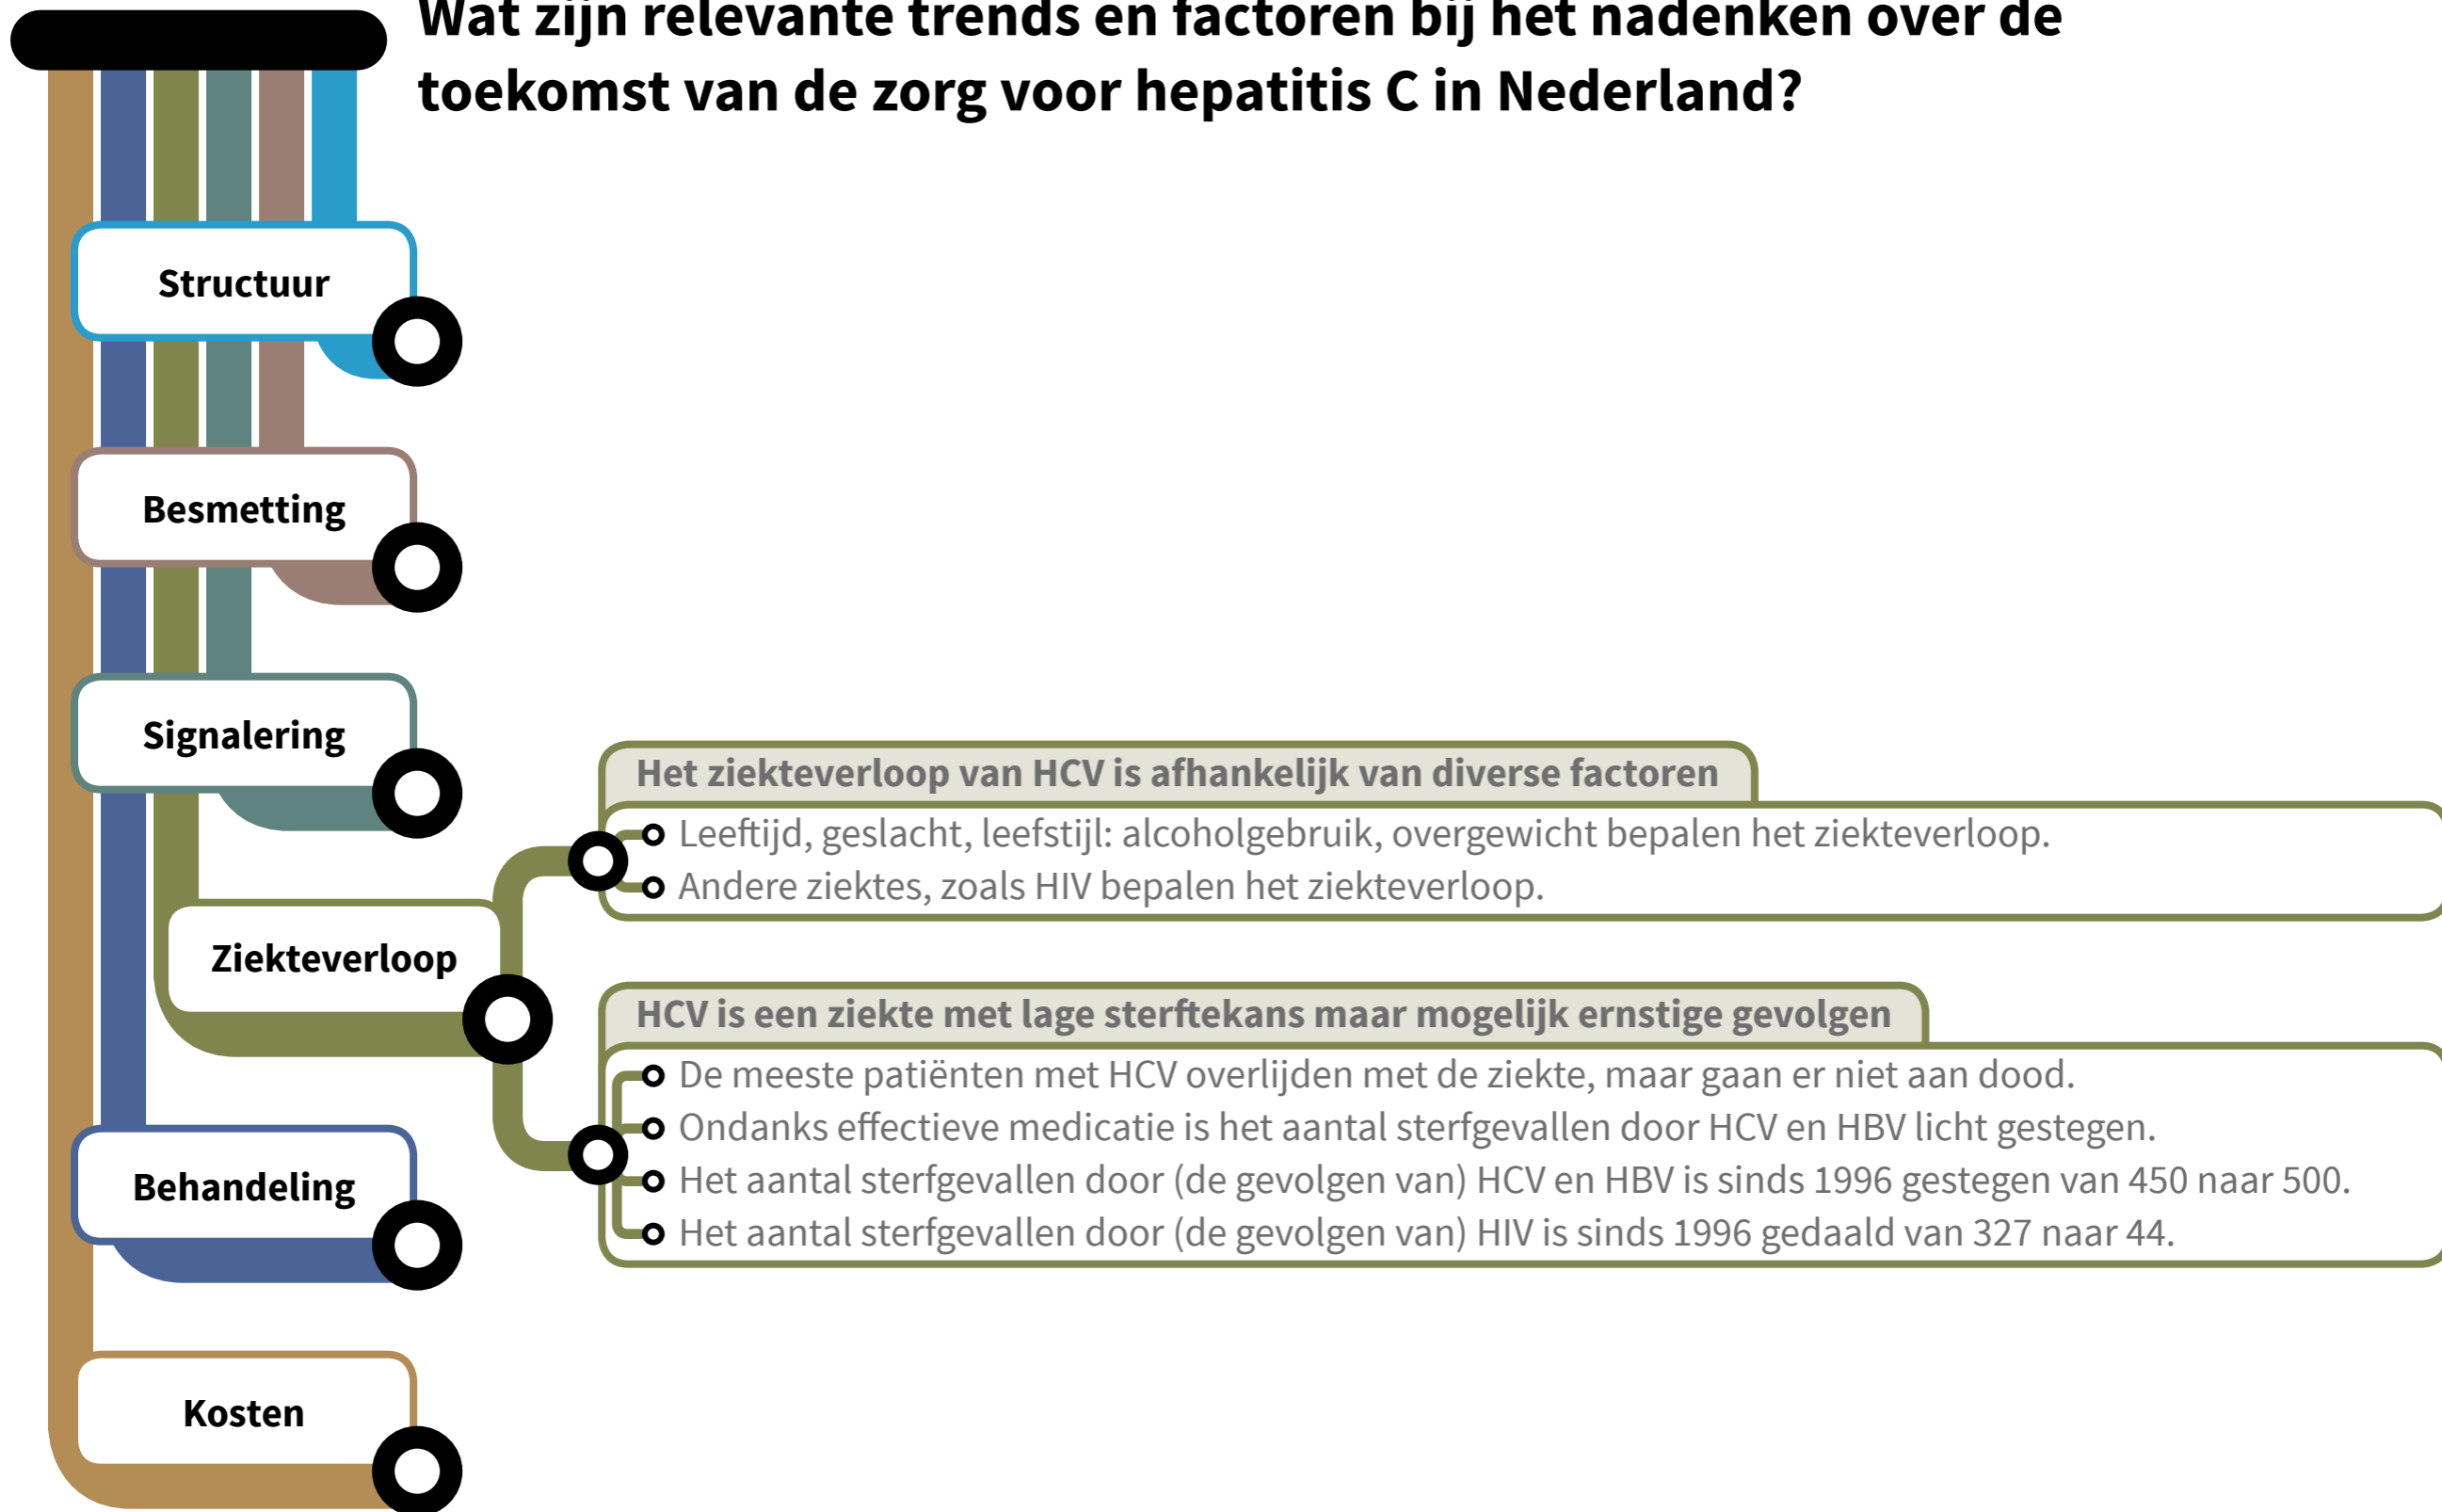 Wat zijn relevante trends en factoren bij het nadenken over de
toekomst van de zorg voor hepatitis C in Nederland?
Structuur
Besmetting
Signalering
Het ziekteverloop van HCV is afhankelijk van diverse factoren
Leeftijd, geslacht, leefstijl: alcoholgebruik, overgewicht bepalen het ziekteverloop.
Andere ziektes, zoals HIV bepalen het ziekteverloop.
Ziekteverloop
HCV is een ziekte met lage sterftekans maar mogelijk ernstige gevolgen
De meeste patiënten met HCV overlijden met de ziekte, maar gaan er niet aan dood.
Ondanks effectieve medicatie is het aantal sterfgevallen door HCV en HBV licht gestegen.
Het aantal sterfgevallen door (de gevolgen van) HCV en HBV is sinds 1996 gestegen van 450 naar 500.
Het aantal sterfgevallen door (de gevolgen van) HIV is sinds 1996 gedaald van 327 naar 44.
Behandeling
Kosten